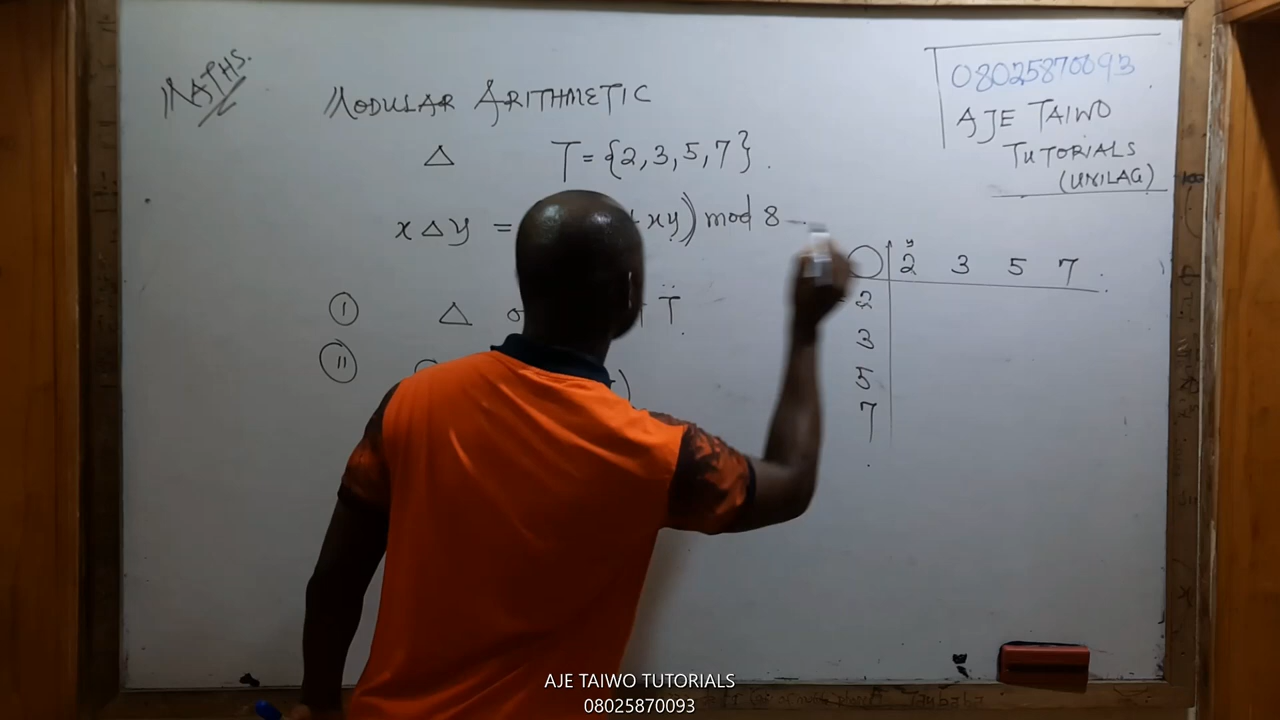 MATHS.
MODULAR ARITHMETIC
08025870093
AJE TAIWO
TUTORIALS
(UNILAG)
△ T = {2, 3, 5, 7}.
x △ y = + xy) mod 8
(I) △ T
(II) )
y
2 3 5 7
2
3
5
7
AJE TAIWO TUTORIALS
08025870093